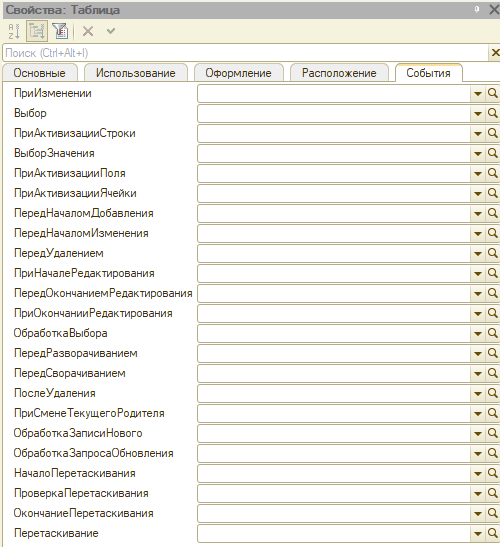 Свойства: Таблица
Поиск (Ctrl+Alt+I)
Основные Использование Оформление Расположение События
ПриИзменении
Выбор
ПриАктивизацииСтроки
ВыборЗначения
ПриАктивизацииПоля
ПриАктивизацииЯчейки
ПередНачаломДобавления
ПередНачаломИзменения
ПередУдалением
ПриНачалеРедактирования
ПередОкончаниемРедактирования
ПриОкончанииРедактирования
ОбработкаВыбора
ПередРазворачиванием
ПередСворачиванием
ПослеУдаления
ПриСменеТекущегоРодителя
ОбработкаЗаписиНового
ОбработкаЗапросаОбновления
НачалоПеретаскивания
ПроверкаПеретаскивания
ОкончаниеПеретаскивания
Перетаскивание